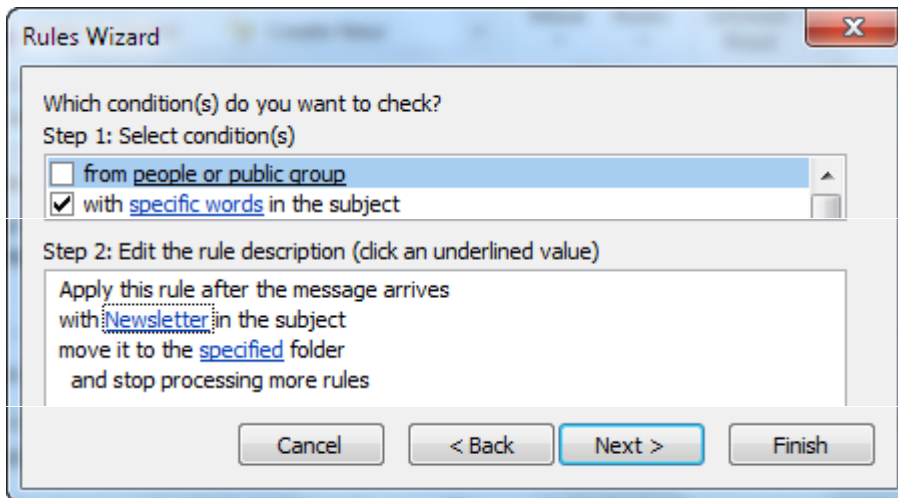 Rules Wizard
Which condition(s) do you want to check?
Step 1: Select condition(s)
from people or public group
with specific words in the subject
Step 2: Edit the rule description (click an underlined value)
Apply this rule after the message arrives
with Newsletter in the subject
move it to the specified folder
and stop processing more rules
Cancel
< Back
Next >
Finish